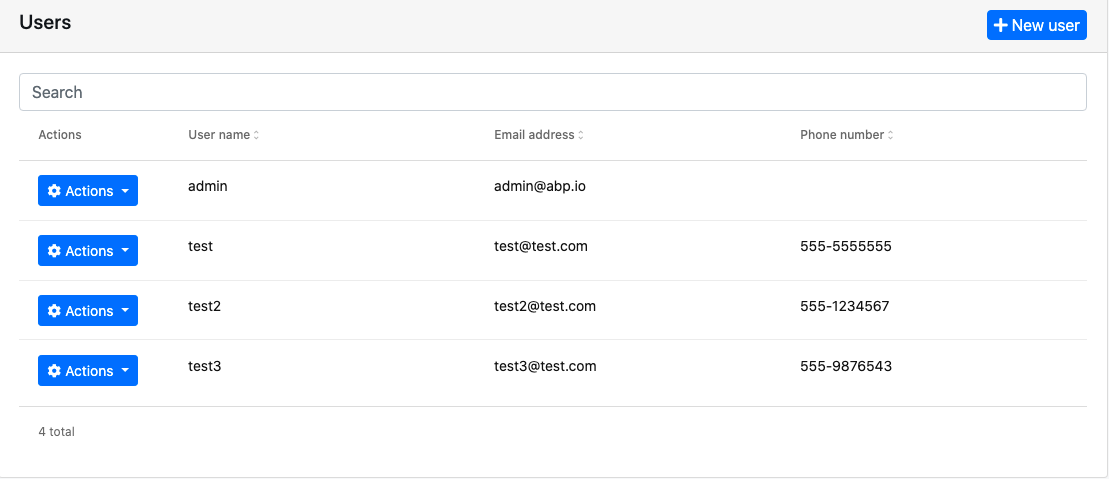 Users
New user
Search
Actions User name Email address Phone number
Actions admin admin@abp.io
Actions test test@test.com 555-5555555
Actions test2 test2@test.com 555-1234567
Actions test3 test3@test.com 555-9876543
4 total